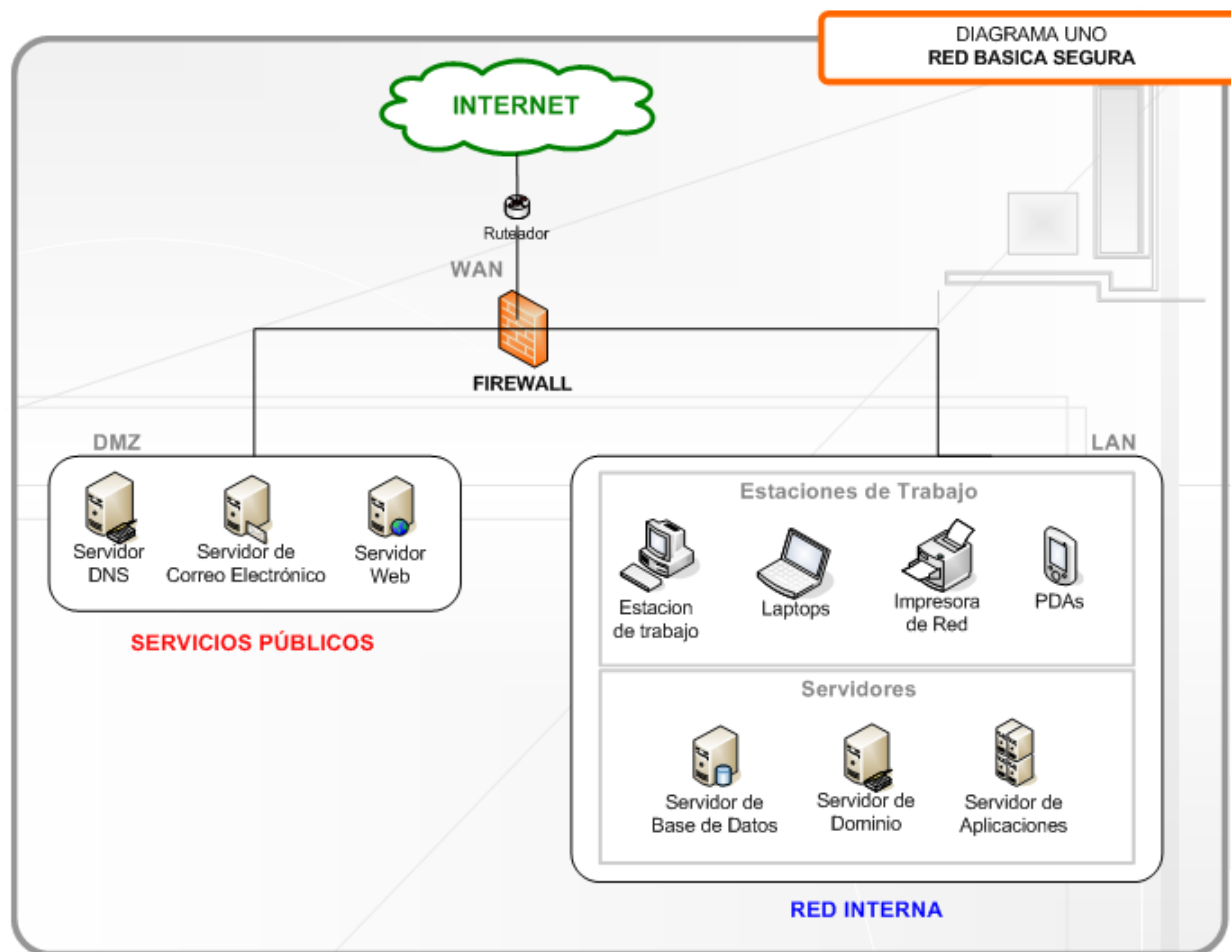 DIAGRAMA UNO
RED BASICA SEGURA
INTERNET
Ruteador
WAN
FIREWALL
DMZ
Servidor
DNS
Servidor de
Correo Electrónico
Servidor
Web
SERVICIOS PÚBLICOS
LAN
Estaciones de Trabajo
Estacion
de trabajo
Laptops
Impresora
de Red
PDAs
Servidores
Servidor de
Base de Datos
Servidor de
Dominio
Servidor de
Aplicaciones
RED INTERNA